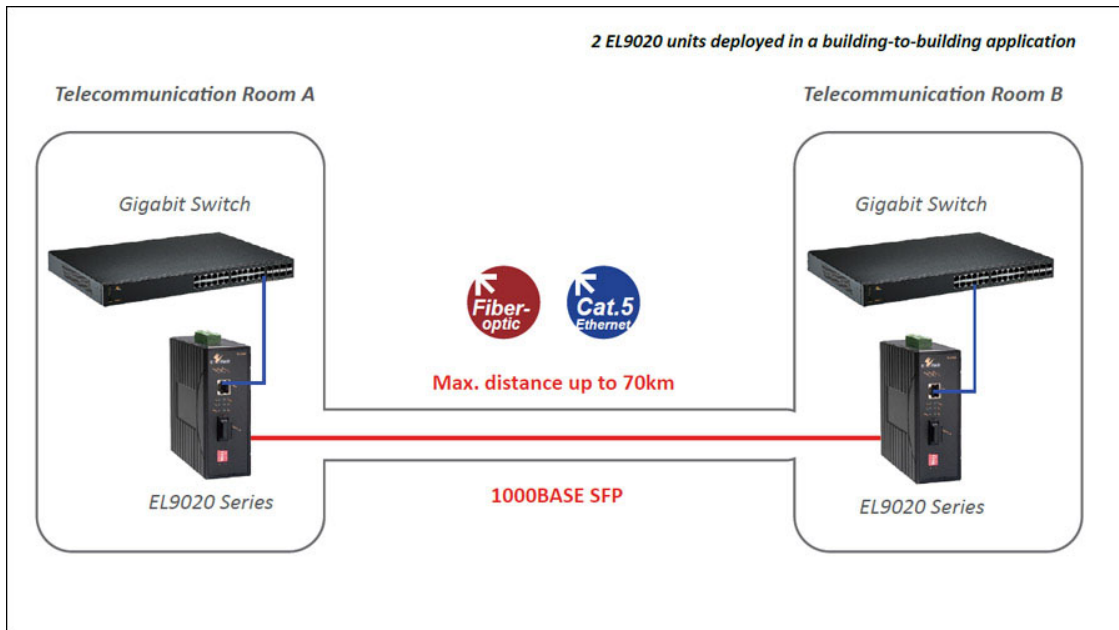 2 EL9020 units deployed in a building-to-building application
Telecommunication Room A
Telecommunication Room B
Gigabit Switch
Gigabit Switch
Fiber-
optic
Cat.5
Ethernet
Max. distance up to 70km
1000BASE SFP
EL9020 Series
EL9020 Series